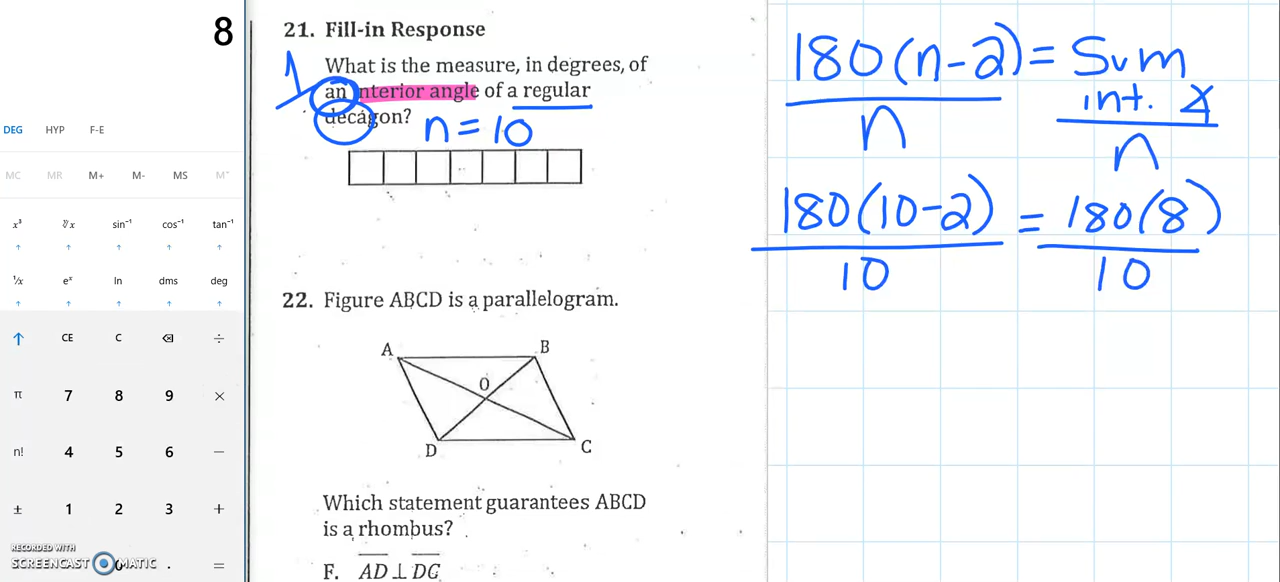 8
DEG HYP F-E
MC MR M+ M- MS M˅
x³ ʸ√x sin⁻¹ cos⁻¹ tan⁻¹
↑ ↑ ↑ ↑ ↑
¹/x eˣ ln dms deg
↑ ↑ ↑ ↑ ↑
↑ CE C ⌫ ÷
π 7 8 9 ×
n! 4 5 6 −
± 1 2 3 +
0 . =
RECORDED WITH
SCREENCAST MATIC
21. Fill-in Response
What is the measure, in degrees, of
an interior angle of a regular
decagon?
1
n = 10
22. Figure ABCD is a parallelogram.
A
B
O
D
C
Which statement guarantees ABCD
is a rhombus?
F. AD ⊥ DC
180(n-2) = Sum
int. ∡
n n
180(10-2) = 180(8)
10 10